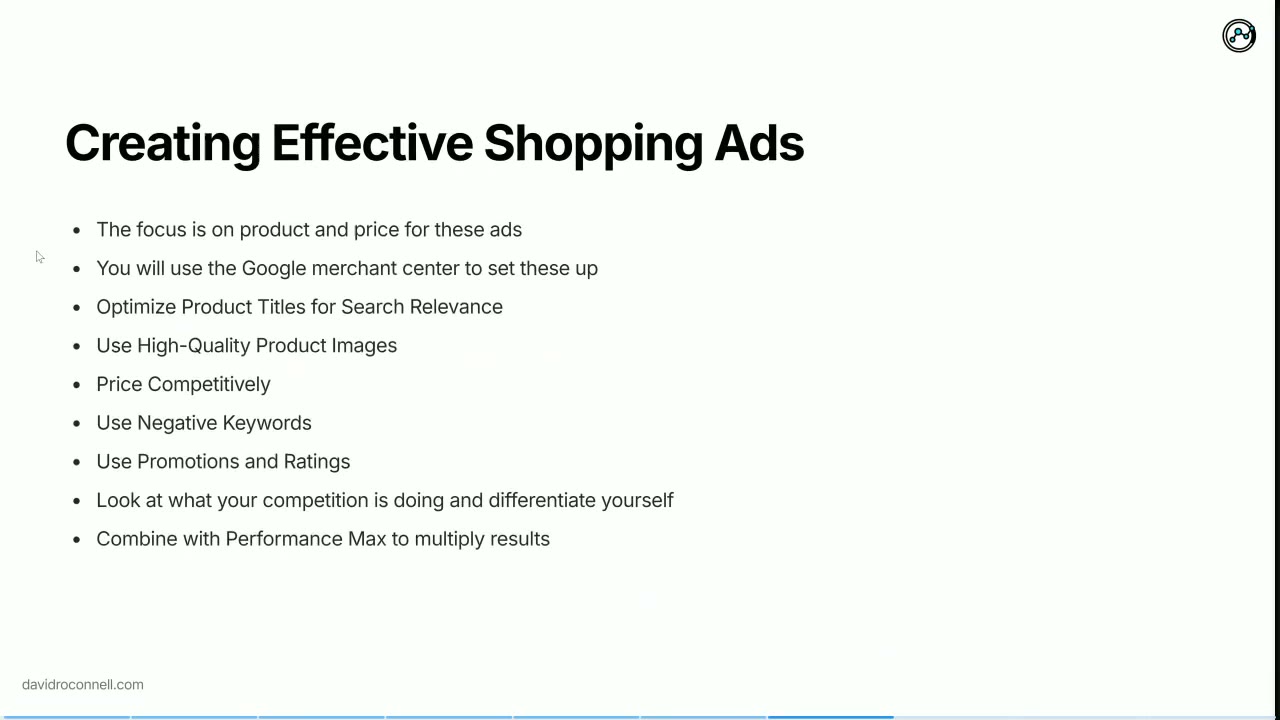 Creating Effective Shopping Ads
• The focus is on product and price for these ads
• You will use the Google merchant center to set these up
• Optimize Product Titles for Search Relevance
• Use High-Quality Product Images
• Price Competitively
• Use Negative Keywords
• Use Promotions and Ratings
• Look at what your competition is doing and differentiate yourself
• Combine with Performance Max to multiply results
davidroconnell.com